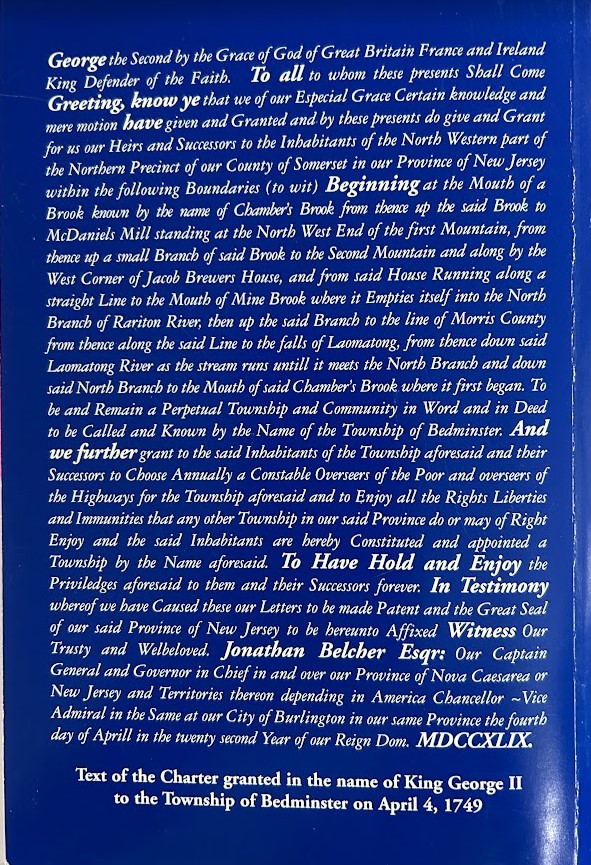 George the Second by the Grace of God of Great Britain France and Ireland
King Defender of the Faith. To all to whom these presents Shall Come
Greeting, know ye that we of our Especial Grace Certain knowledge and
mere motion have given and Granted and by these presents do give and Grant
for us our Heirs and Successors to the Inhabitants of the North Western part of
the Northern Precinct of our County of Somerset in our Province of New Jersey
within the following Boundaries (to wit) Beginning at the Mouth of a
Brook known by the name of Chamber's Brook from thence up the said Brook to
McDaniels Mill standing at the North West End of the first Mountain, from
thence up a small Branch of said Brook to the Second Mountain and along by the
West Corner of Jacob Brewers House, and from said House Running along a
straight Line to the Mouth of Mine Brook where it Empties itself into the North
Branch of Rariton River, then up the said Branch to the line of Morris County
from thence along the said Line to the falls of Laomatong, from thence down said
Laomatong River as the stream runs untill it meets the North Branch and down
said North Branch to the Mouth of said Chamber's Brook where it first began. To
be and Remain a Perpetual Township and Community in Word and in Deed
to be Called and Known by the Name of the Township of Bedminster. And
we further grant to the said Inhabitants of the Township aforesaid and their
Successors to Choose Annually a Constable Overseers of the Poor and overseers of
the Highways for the Township aforesaid and to Enjoy all the Rights Liberties
and Immunities that any other Township in our said Province do or may of Right
Enjoy and the said Inhabitants are hereby Constituted and appointed a
Township by the Name aforesaid. To Have Hold and Enjoy the
Priviledges aforesaid to them and their Successors forever. In Testimony
whereof we have Caused these our Letters to be made Patent and the Great Seal
of our said Province of New Jersey to be hereunto Affixed Witness Our
Trusty and Welbeloved. Jonathan Belcher Esqr: Our Captain
General and Governor in Chief in and over our Province of Nova Caesarea or
New Jersey and Territories thereon depending in America Chancellor ~Vice
Admiral in the Same at our City of Burlington in our same Province the fourth
day of Aprill in the twenty second Year of our Reign Dom. MDCCXLIX.
Text of the Charter granted in the name of King George II
to the Township of Bedminster on April 4, 1749